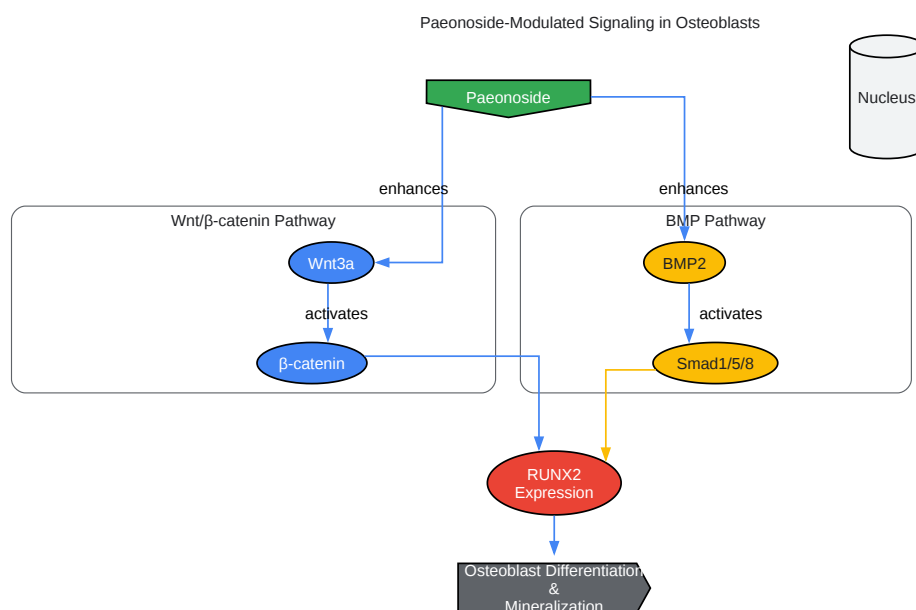 Paeonoside-Modulated Signaling in Osteoblasts
Paeonoside
Nucleus
enhances
enhances
Wnt/β-catenin Pathway
BMP Pathway
Wnt3a
BMP2
activates
activates
β-catenin
Smad1/5/8
RUNX2
Expression
Osteoblast Differentiation
&
Mineralization